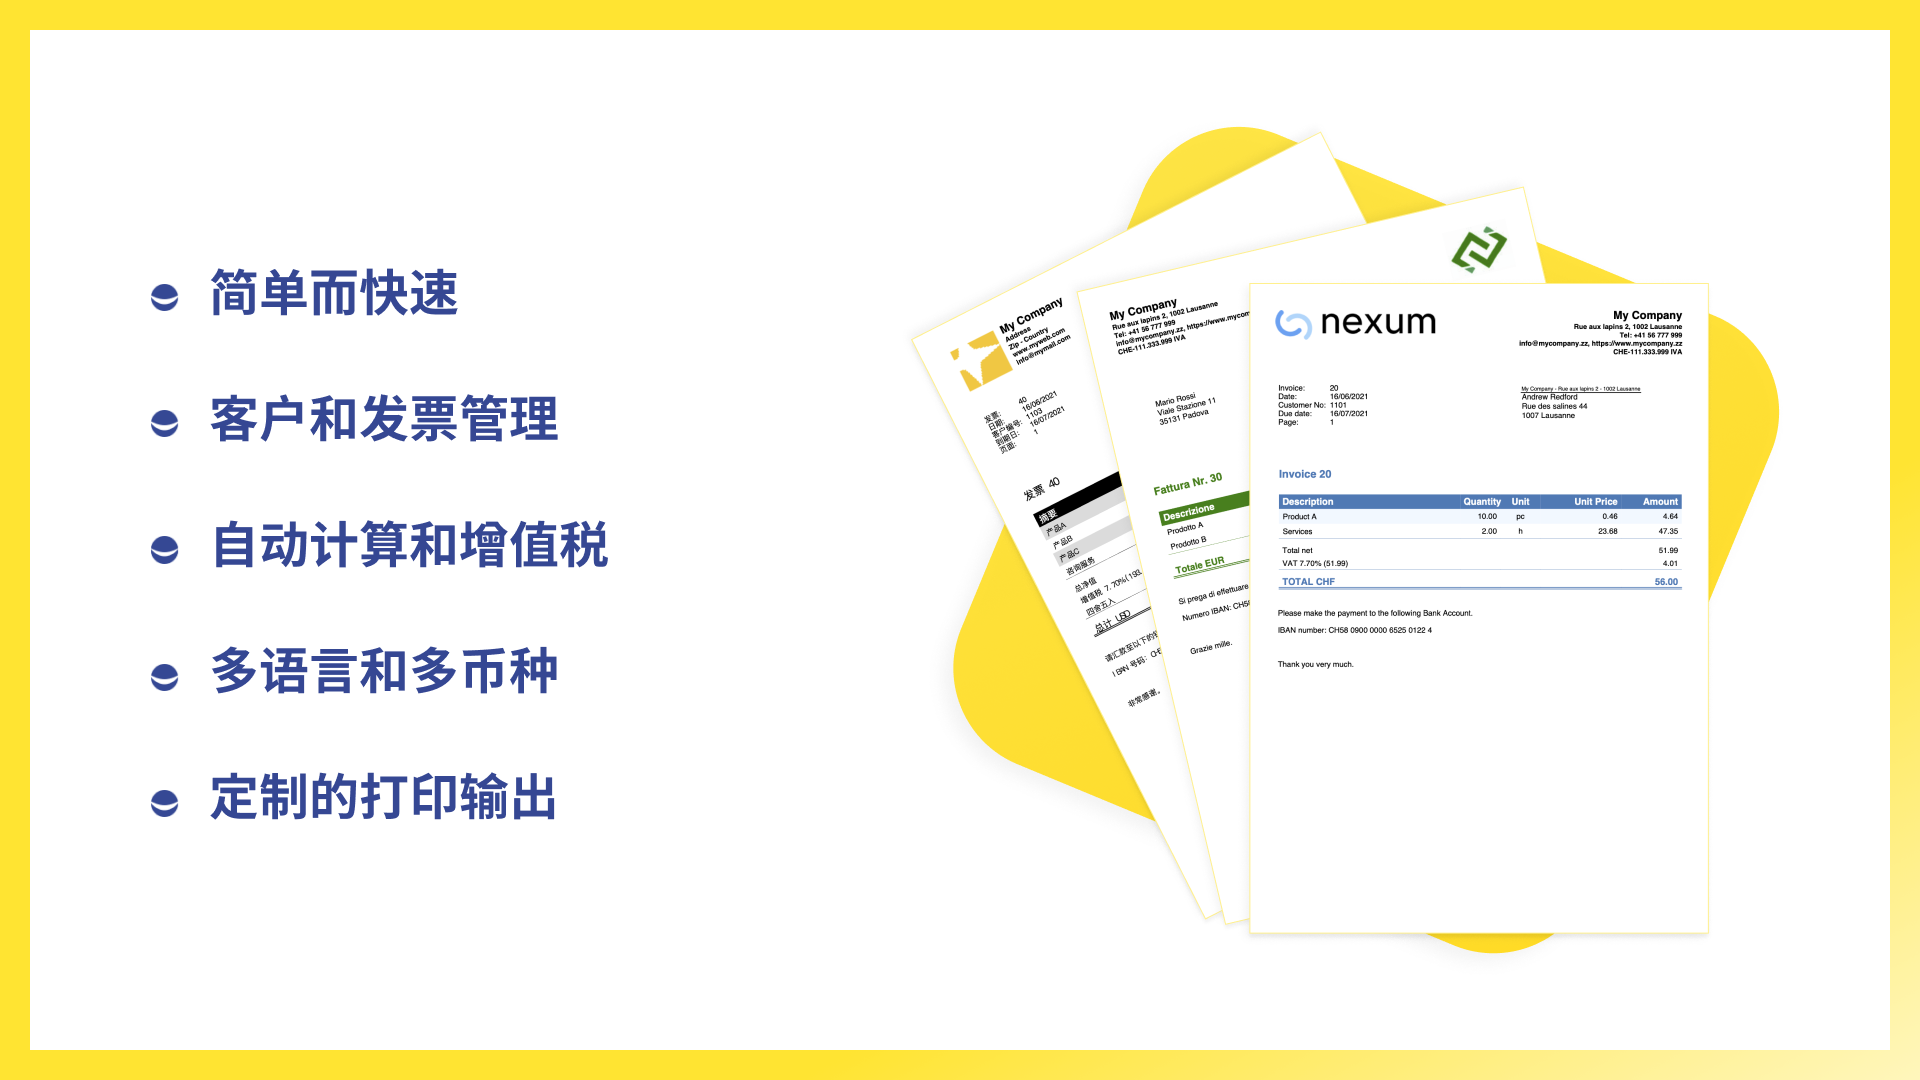 简单而快速
客户和发票管理
自动计算和增值税
多语言和多币种
定制的打印输出
My Company
Address
Zip - Country
www.myweb.com
info@mymail.com
发票: 40
日期: 16/06/2021
客户编号: 1103
到期日: 16/07/2021
页面: 1
发票 40
摘要
产品A
产品B
产品C
咨询服务
总净值
增值税 7.70%(193.
四舍五入
总计 USD
请汇款至以下的
IBAN 号码: CH
非常感谢。
My Company
Rue aux lapins 2, 1002 Lausanne
Tel: +41 56 777 999
info@mycompany.zz, https://www.mycom
CHE-111.333.999 IVA
Mario Rossi
Viale Stazione 11
35131 Padova
Fattura Nr. 30
Descrizione
Prodotto A
Prodotto B
Totale EUR
Si prega di effettuare
Numero IBAN: CH58
Grazie mille.
nexum
My Company
Rue aux lapins 2, 1002 Lausanne
Tel: +41 56 777 999
info@mycompany.zz, https://www.mycompany.zz
CHE-111.333.999 IVA
Invoice: 20
Date: 16/06/2021
Customer No: 1101
Due date: 16/07/2021
Page: 1
My Company - Rue aux lapins 2 - 1002 Lausanne
Andrew Redford
Rue des salines 44
1007 Lausanne
Invoice 20
Description Quantity Unit Unit Price Amount
Product A 10.00 pc 0.46 4.64
Services 2.00 h 23.68 47.35
Total net 51.99
VAT 7.70% (51.99) 4.01
TOTAL CHF 56.00
Please make the payment to the following Bank Account.
IBAN number: CH58 0900 0000 6525 0122 4
Thank you very much.